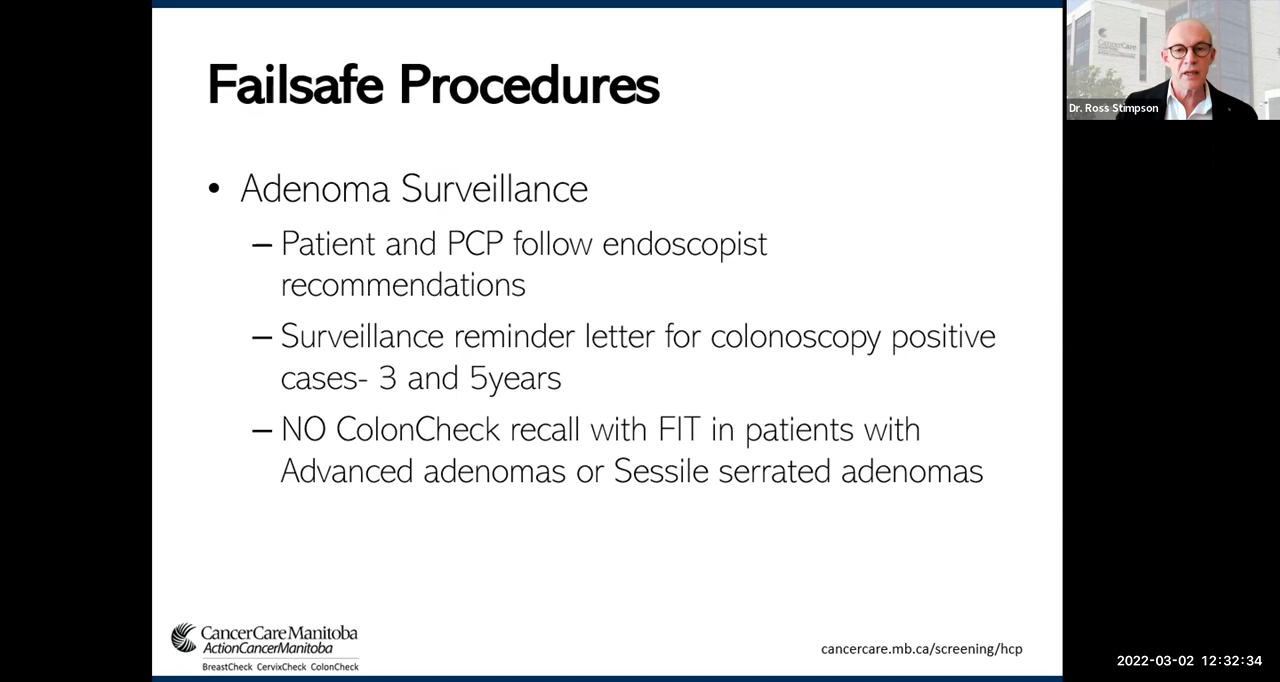 Failsafe Procedures
• Adenoma Surveillance
– Patient and PCP follow endoscopist
recommendations
– Surveillance reminder letter for colonoscopy positive
cases- 3 and 5years
– NO ColonCheck recall with FIT in patients with
Advanced adenomas or Sessile serrated adenomas
CancerCare Manitoba
ActionCancerManitoba
BreastCheck CervixCheck ColonCheck
cancercare.mb.ca/screening/hcp
CancerCare
Dr. Ross Stimpson
2022-03-02 12:32:34